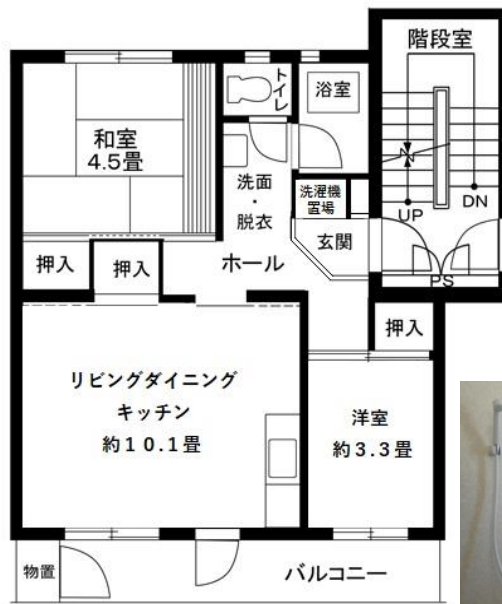 階段室
トイレ
浴室
和室
4.5畳
洗面
・
脱衣
洗濯機
置場
UP
DN
玄関
押入
押入
ホール
PS
押入
リビングダイニング
キッチン
約10.1畳
洋室
約3.3畳
物置
バルコニー